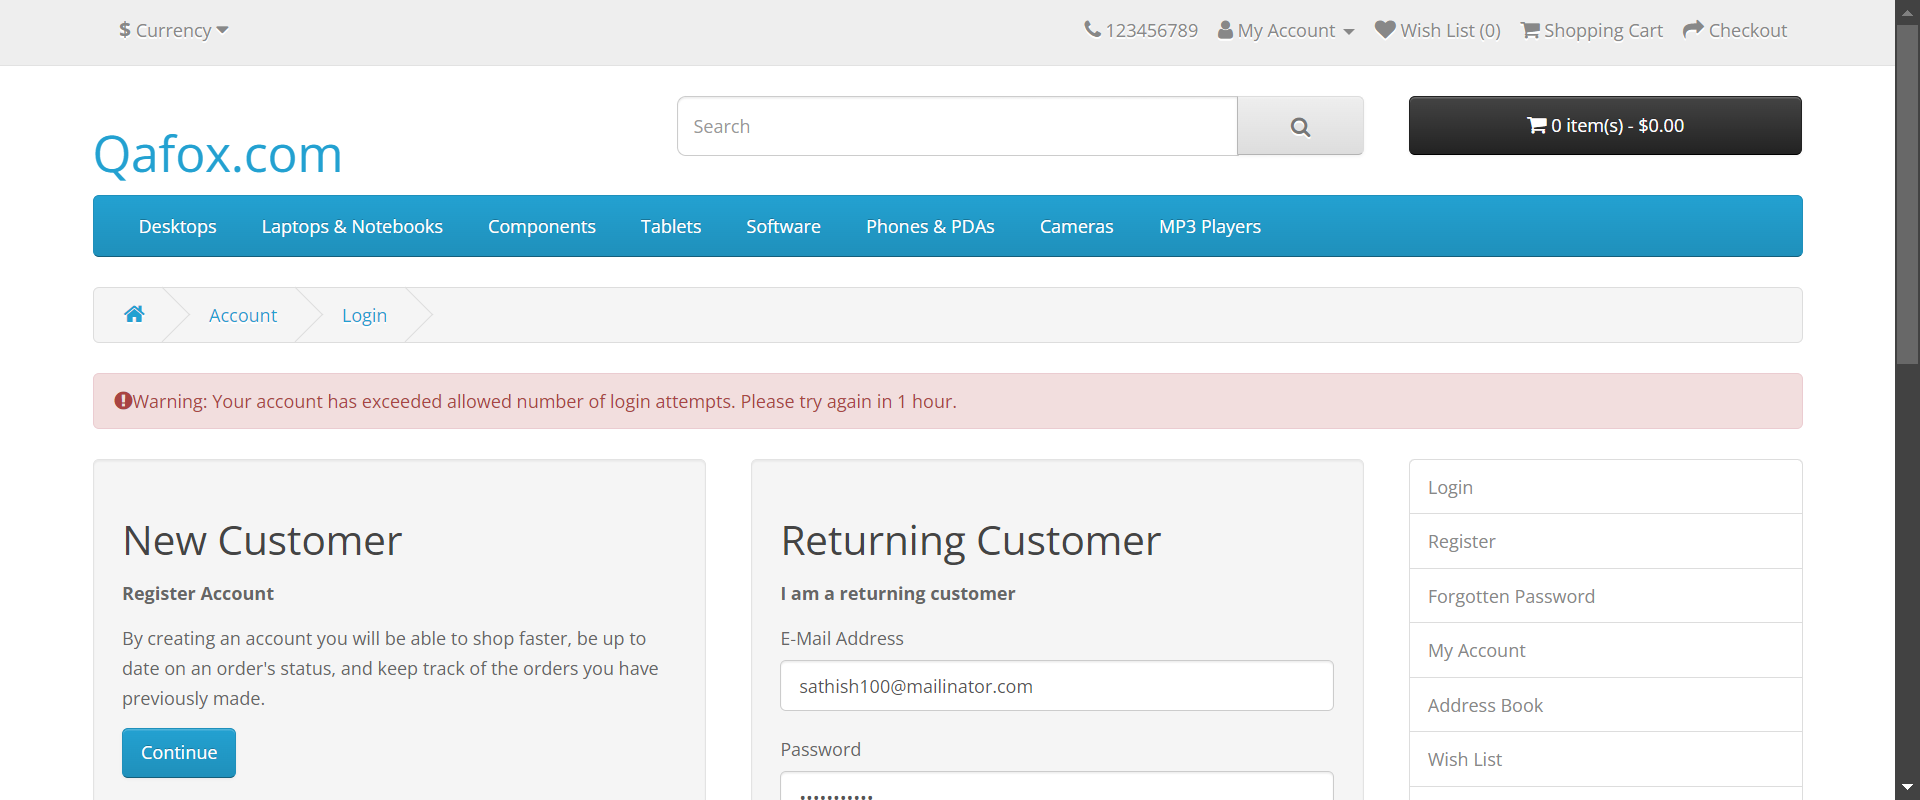 $ Currency
123456789 My Account Wish List (0) Shopping Cart Checkout
Qafox.com
Search
0 item(s) - $0.00
Desktops Laptops & Notebooks Components Tablets Software Phones & PDAs Cameras MP3 Players
Account Login
Warning: Your account has exceeded allowed number of login attempts. Please try again in 1 hour.
New Customer
Register Account
By creating an account you will be able to shop faster, be up to
date on an order's status, and keep track of the orders you have
previously made.
Continue
Returning Customer
I am a returning customer
E-Mail Address
sathish100@mailinator.com
Password
Login
Register
Forgotten Password
My Account
Address Book
Wish List